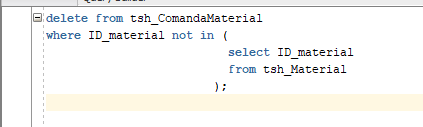 delete from tsh_ComandaMaterial
where ID_material not in (
select ID_material
from tsh_Material
);